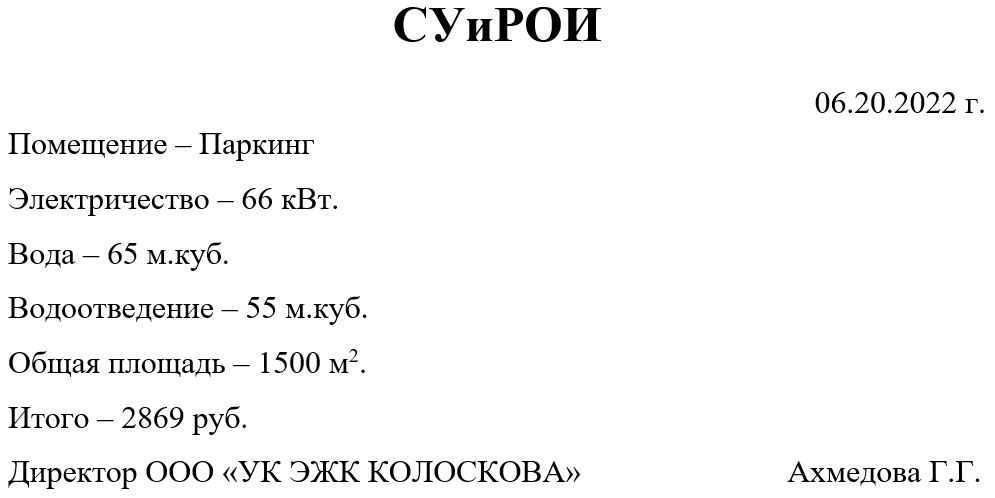 СУиРОИ
06.20.2022 г.
Помещение – Паркинг
Электричество – 66 кВт.
Вода – 65 м.куб.
Водоотведение – 55 м.куб.
Общая площадь – 1500 м².
Итого – 2869 руб.
Директор ООО «УК ЭЖК КОЛОСКОВА» Ахмедова Г.Г.